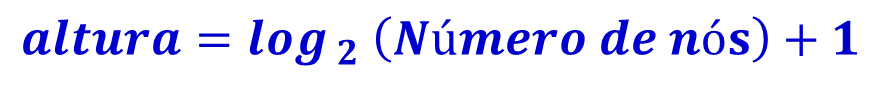 altura = log 2 (Número de nós) + 1